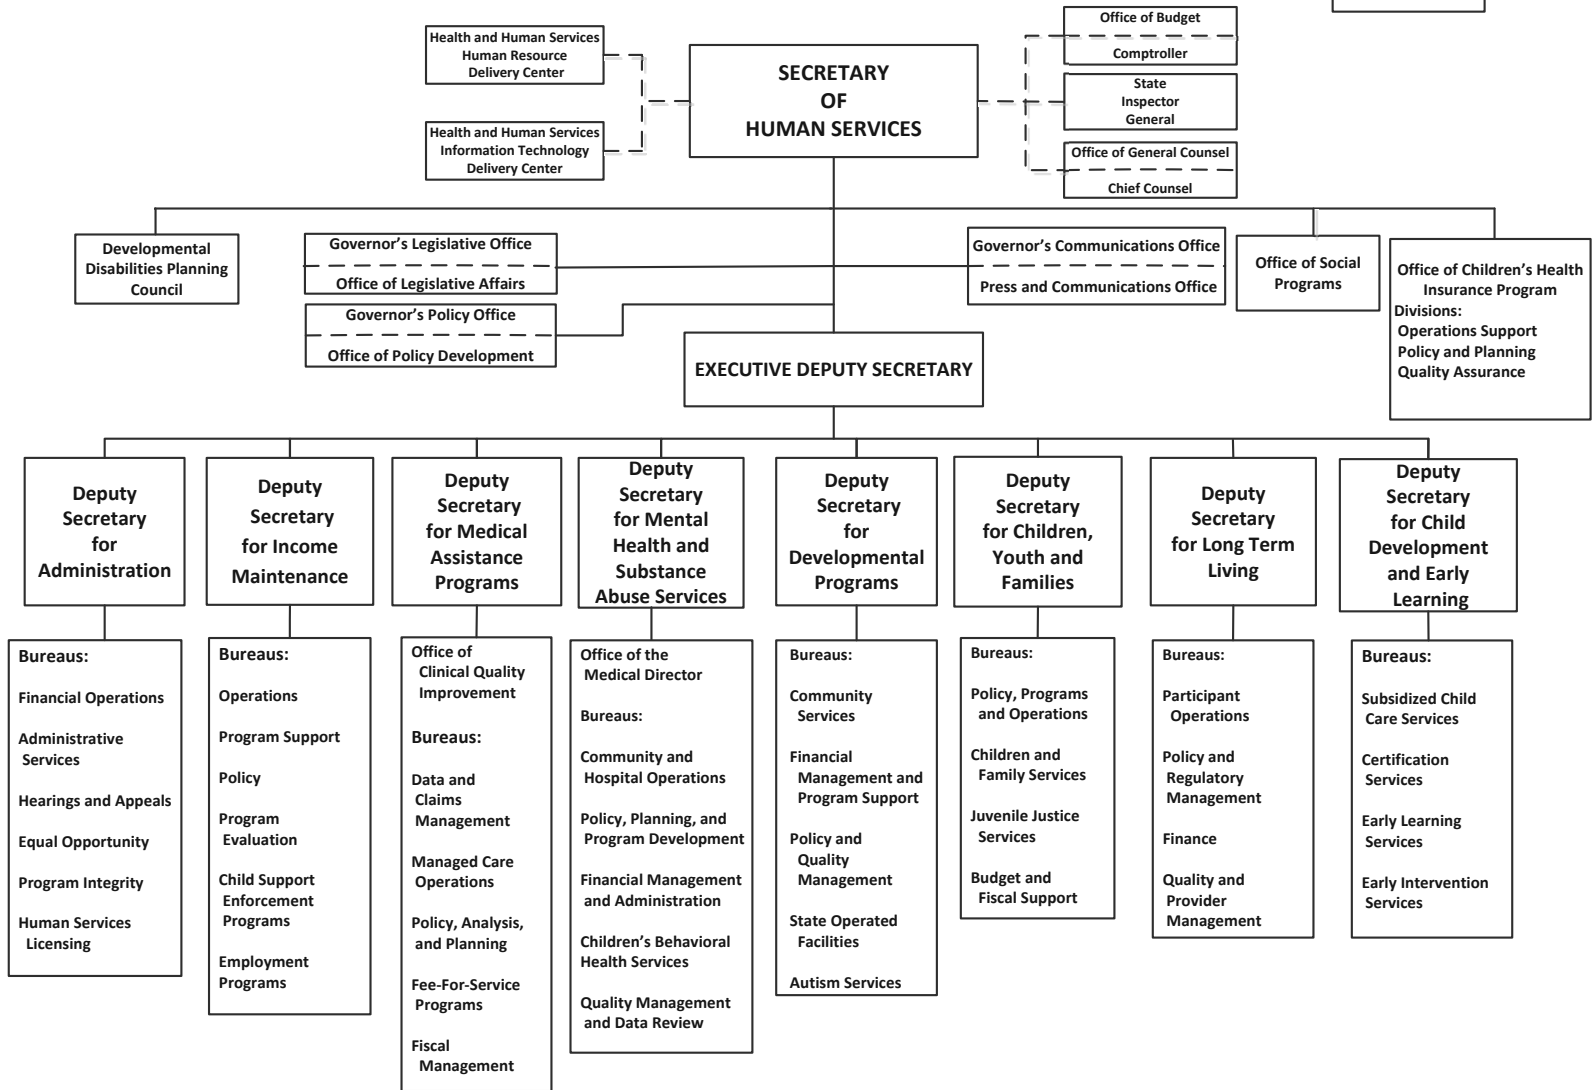 Health and Human Services
Human Resource
Delivery Center
Health and Human Services
Information Technology
Delivery Center
SECRETARY
OF
HUMAN SERVICES
Office of Budget
Comptroller
State
Inspector
General
Office of General Counsel
Chief Counsel
Developmental
Disabilities Planning
Council
Governor's Legislative Office
Office of Legislative Affairs
Governor's Policy Office
Office of Policy Development
Governor's Communications Office
Press and Communications Office
Office of Social
Programs
Office of Children's Health
Insurance Program
Divisions:
Operations Support
Policy and Planning
Quality Assurance
EXECUTIVE DEPUTY SECRETARY
Deputy
Secretary
for
Administration
Bureaus:
Financial Operations
Administrative
Services
Hearings and Appeals
Equal Opportunity
Program Integrity
Human Services
Licensing
Deputy
Secretary
for Income
Maintenance
Bureaus:
Operations
Program Support
Policy
Program
Evaluation
Child Support
Enforcement
Programs
Employment
Programs
Deputy
Secretary
for Medical
Assistance
Programs
Office of
Clinical Quality
Improvement
Bureaus:
Data and
Claims
Management
Managed Care
Operations
Policy, Analysis,
and Planning
Fee-For-Service
Programs
Fiscal
Management
Deputy
Secretary
for Mental
Health and
Substance
Abuse Services
Office of the
Medical Director
Bureaus:
Community and
Hospital Operations
Policy, Planning, and
Program Development
Financial Management
and Administration
Children's Behavioral
Health Services
Quality Management
and Data Review
Deputy
Secretary
for
Developmental
Programs
Bureaus:
Community
Services
Financial
Management and
Program Support
Policy and
Quality
Management
State Operated
Facilities
Autism Services
Deputy
Secretary
for Children,
Youth and
Families
Bureaus:
Policy, Programs
and Operations
Children and
Family Services
Juvenile Justice
Services
Budget and
Fiscal Support
Deputy
Secretary
for Long Term
Living
Bureaus:
Participant
Operations
Policy and
Regulatory
Management
Finance
Quality and
Provider
Management
Deputy
Secretary
for Child
Development
and Early
Learning
Bureaus:
Subsidized Child
Care Services
Certification
Services
Early Learning
Services
Early Intervention
Services